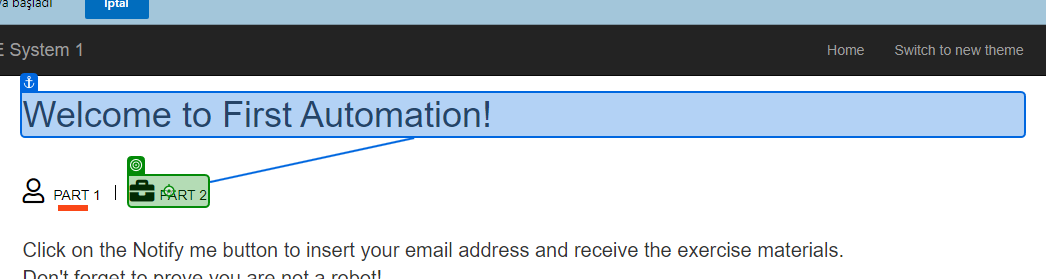 başladı
İptal
E System 1
Home
Switch to new theme
Welcome to First Automation!
PART 1
PART 2
Click on the Notify me button to insert your email address and receive the exercise materials.
Don't forget to prove you are not a robot!